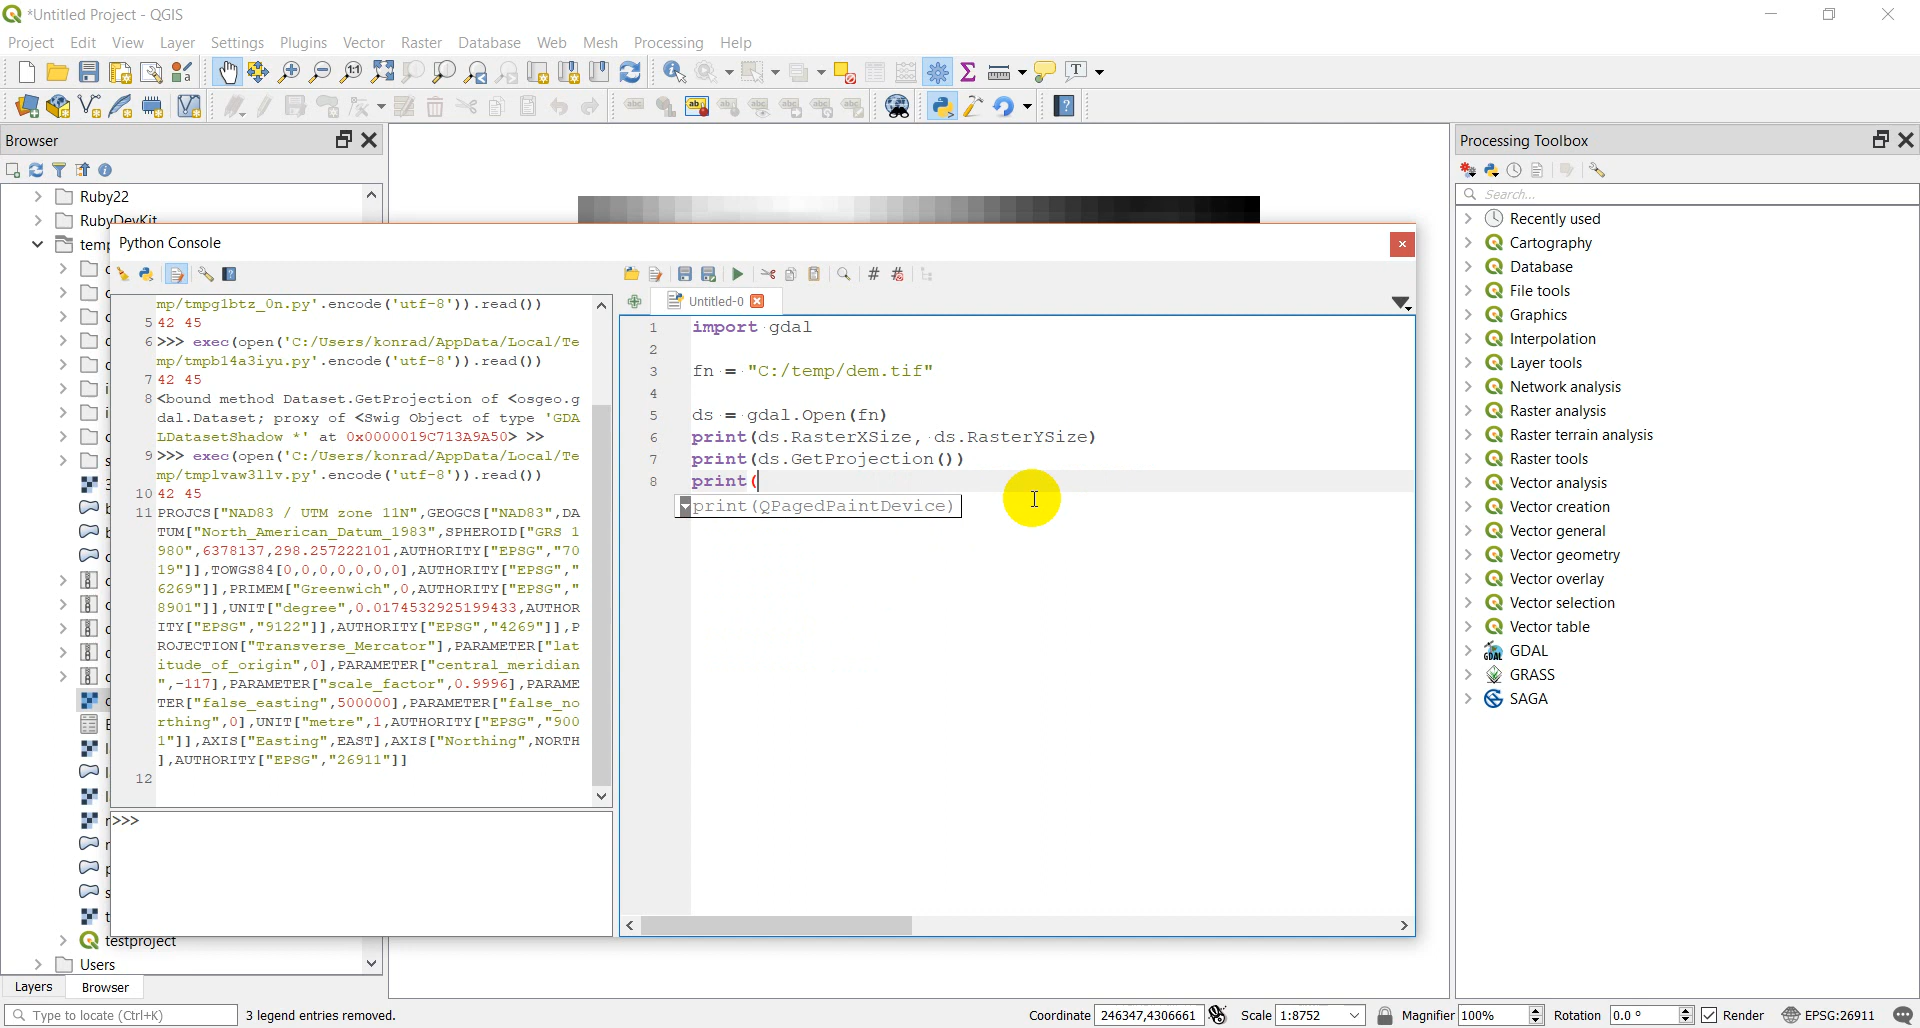 *Untitled Project - QGIS
Project Edit View Layer Settings Plugins Vector Raster Database Web Mesh Processing Help
Browser
Ruby22
RubyDevKit
temp
Python Console
mp/tmpg1btz_0n.py'.encode('utf-8')).read())
5 42 45
6 >>> exec(open('C:/Users/konrad/AppData/Local/Te
mp/tmpb14a3iyu.py'.encode('utf-8')).read())
7 42 45
8 <bound method Dataset.GetProjection of <osgeo.g
dal.Dataset; proxy of <Swig Object of type 'GDA
LDatasetShadow *' at 0x0000019C713A9A50> >>
9 >>> exec(open('C:/Users/konrad/AppData/Local/Te
mp/tmplvaw3llv.py'.encode('utf-8')).read())
10 42 45
11 PROJCS["NAD83 / UTM zone 11N",GEOGCS["NAD83",DA
TUM["North_American_Datum_1983",SPHEROID["GRS 1
980",6378137,298.257222101,AUTHORITY["EPSG","70
19"]],TOWGS84[0,0,0,0,0,0,0],AUTHORITY["EPSG","
6269"]],PRIMEM["Greenwich",0,AUTHORITY["EPSG","
8901"]],UNIT["degree",0.0174532925199433,AUTHOR
ITY["EPSG","9122"]],AUTHORITY["EPSG","4269"]],P
ROJECTION["Transverse_Mercator"],PARAMETER["lat
itude_of_origin",0],PARAMETER["central_meridian
",-117],PARAMETER["scale_factor",0.9996],PARAME
TER["false_easting",500000],PARAMETER["false_no
rthing",0],UNIT["metre",1,AUTHORITY["EPSG","900
1"]],AXIS["Easting",EAST],AXIS["Northing",NORTH
],AUTHORITY["EPSG","26911"]]
12
>>>
Untitled-0
1 import gdal
2
3 fn = "C:/temp/dem.tif"
4
5 ds = gdal.Open(fn)
6 print(ds.RasterXSize, ds.RasterYSize)
7 print(ds.GetProjection())
8 print(
print(QPagedPaintDevice)
testproject
Users
Layers Browser
Processing Toolbox
Search...
Recently used
Cartography
Database
File tools
Graphics
Interpolation
Layer tools
Network analysis
Raster analysis
Raster terrain analysis
Raster tools
Vector analysis
Vector creation
Vector general
Vector geometry
Vector overlay
Vector selection
Vector table
GDAL
GRASS
SAGA
Type to locate (Ctrl+K) 3 legend entries removed. Coordinate 246347,4306661 Scale 1:8752 Magnifier 100% Rotation 0.0 ° Render EPSG:26911